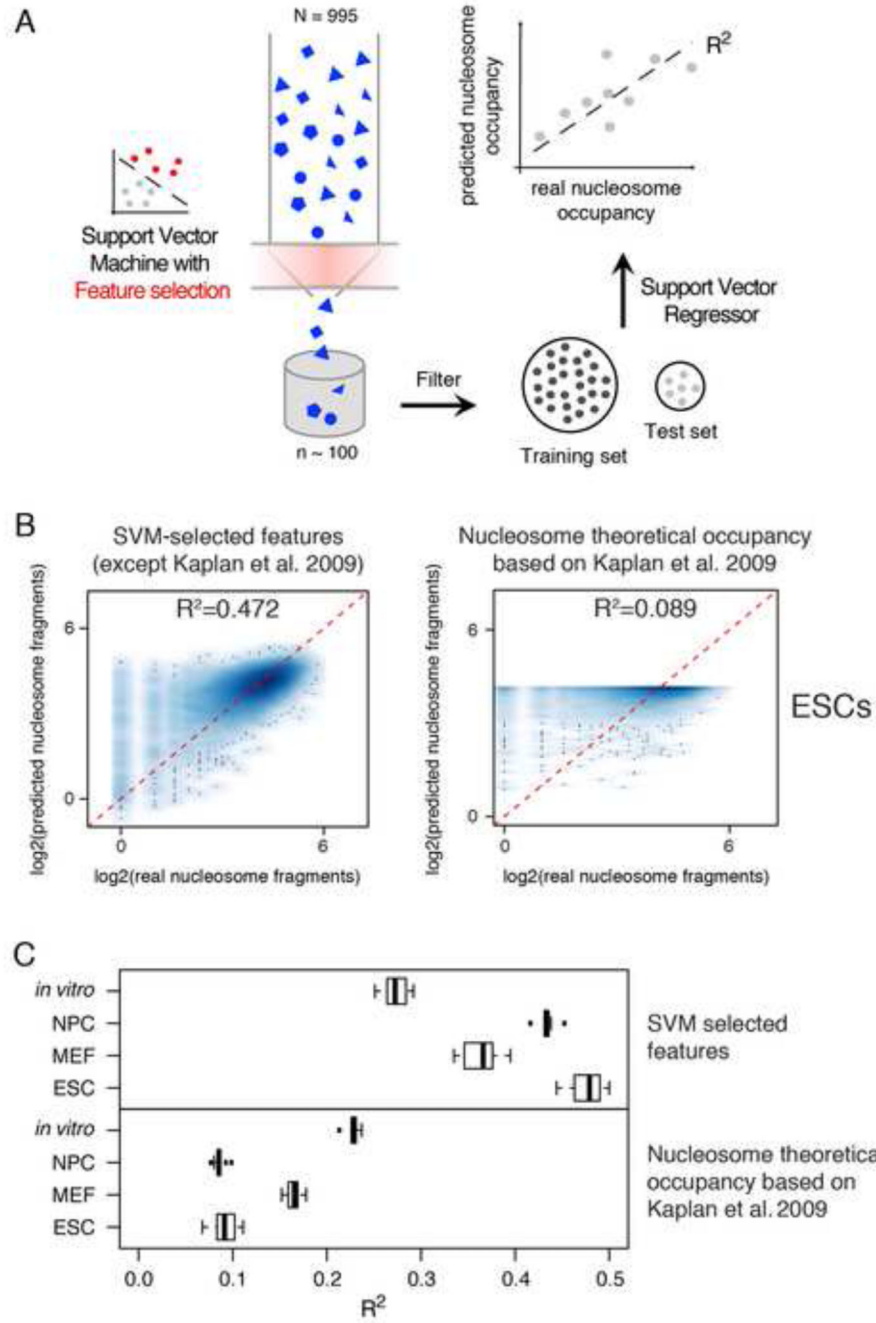 A
N = 995
Support Vector
Machine with
Feature selection
n ~ 100
Filter
Training set
Test set
Support Vector
Regressor
predicted nucleosome
occupancy
R²
real nucleosome
occupancy
B
SVM-selected features
(except Kaplan et al. 2009)
R²=0.472
log2(predicted nucleosome fragments)
6
0
0
6
log2(real nucleosome fragments)
Nucleosome theoretical occupancy
based on Kaplan et al. 2009
R²=0.089
log2(predicted nucleosome fragments)
6
0
0
6
log2(real nucleosome fragments)
ESCs
C
in vitro
NPC
MEF
ESC
SVM selected
features
in vitro
NPC
MEF
ESC
Nucleosome theoretica
occupancy based on
Kaplan et al. 2009
0.0
0.1
0.2
0.3
0.4
0.5
R²